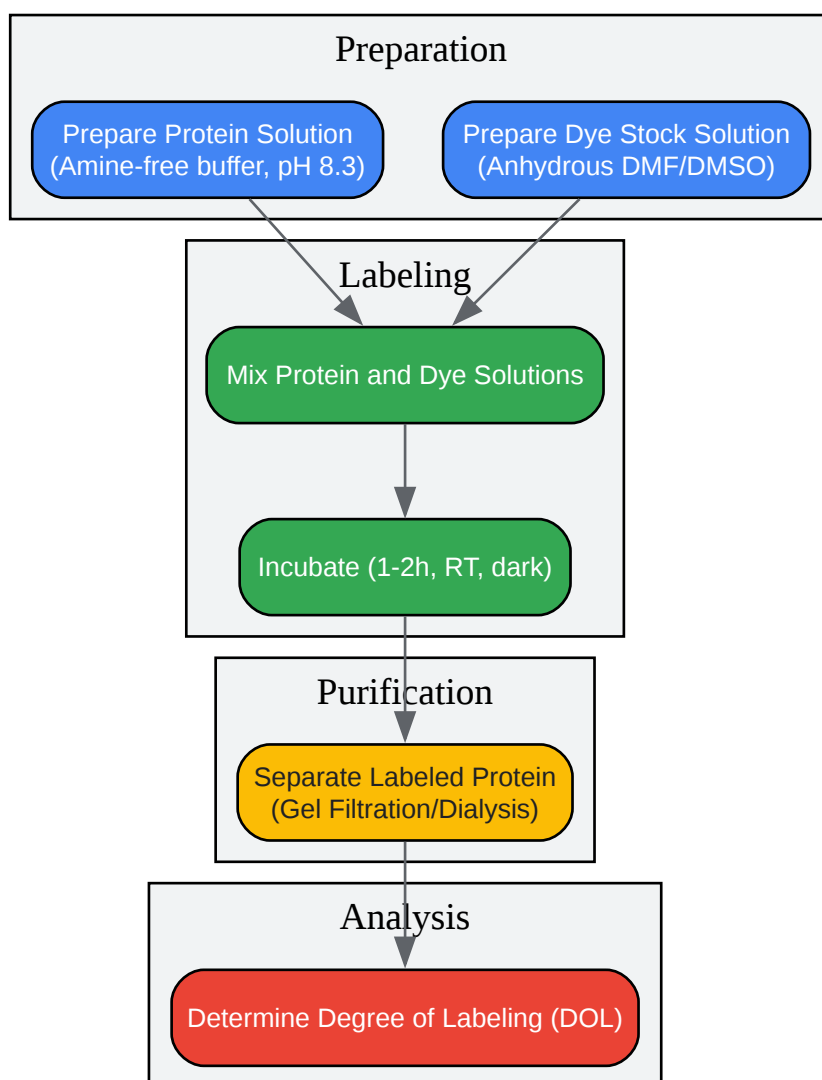 Preparation
Prepare Protein Solution
(Amine-free buffer, pH 8.3)
Prepare Dye Stock Solution
(Anhydrous DMF/DMSO)
Labeling
Mix Protein and Dye Solutions
Incubate (1-2h, RT, dark)
Purification
Separate Labeled Protein
(Gel Filtration/Dialysis)
Analysis
Determine Degree of Labeling (DOL)